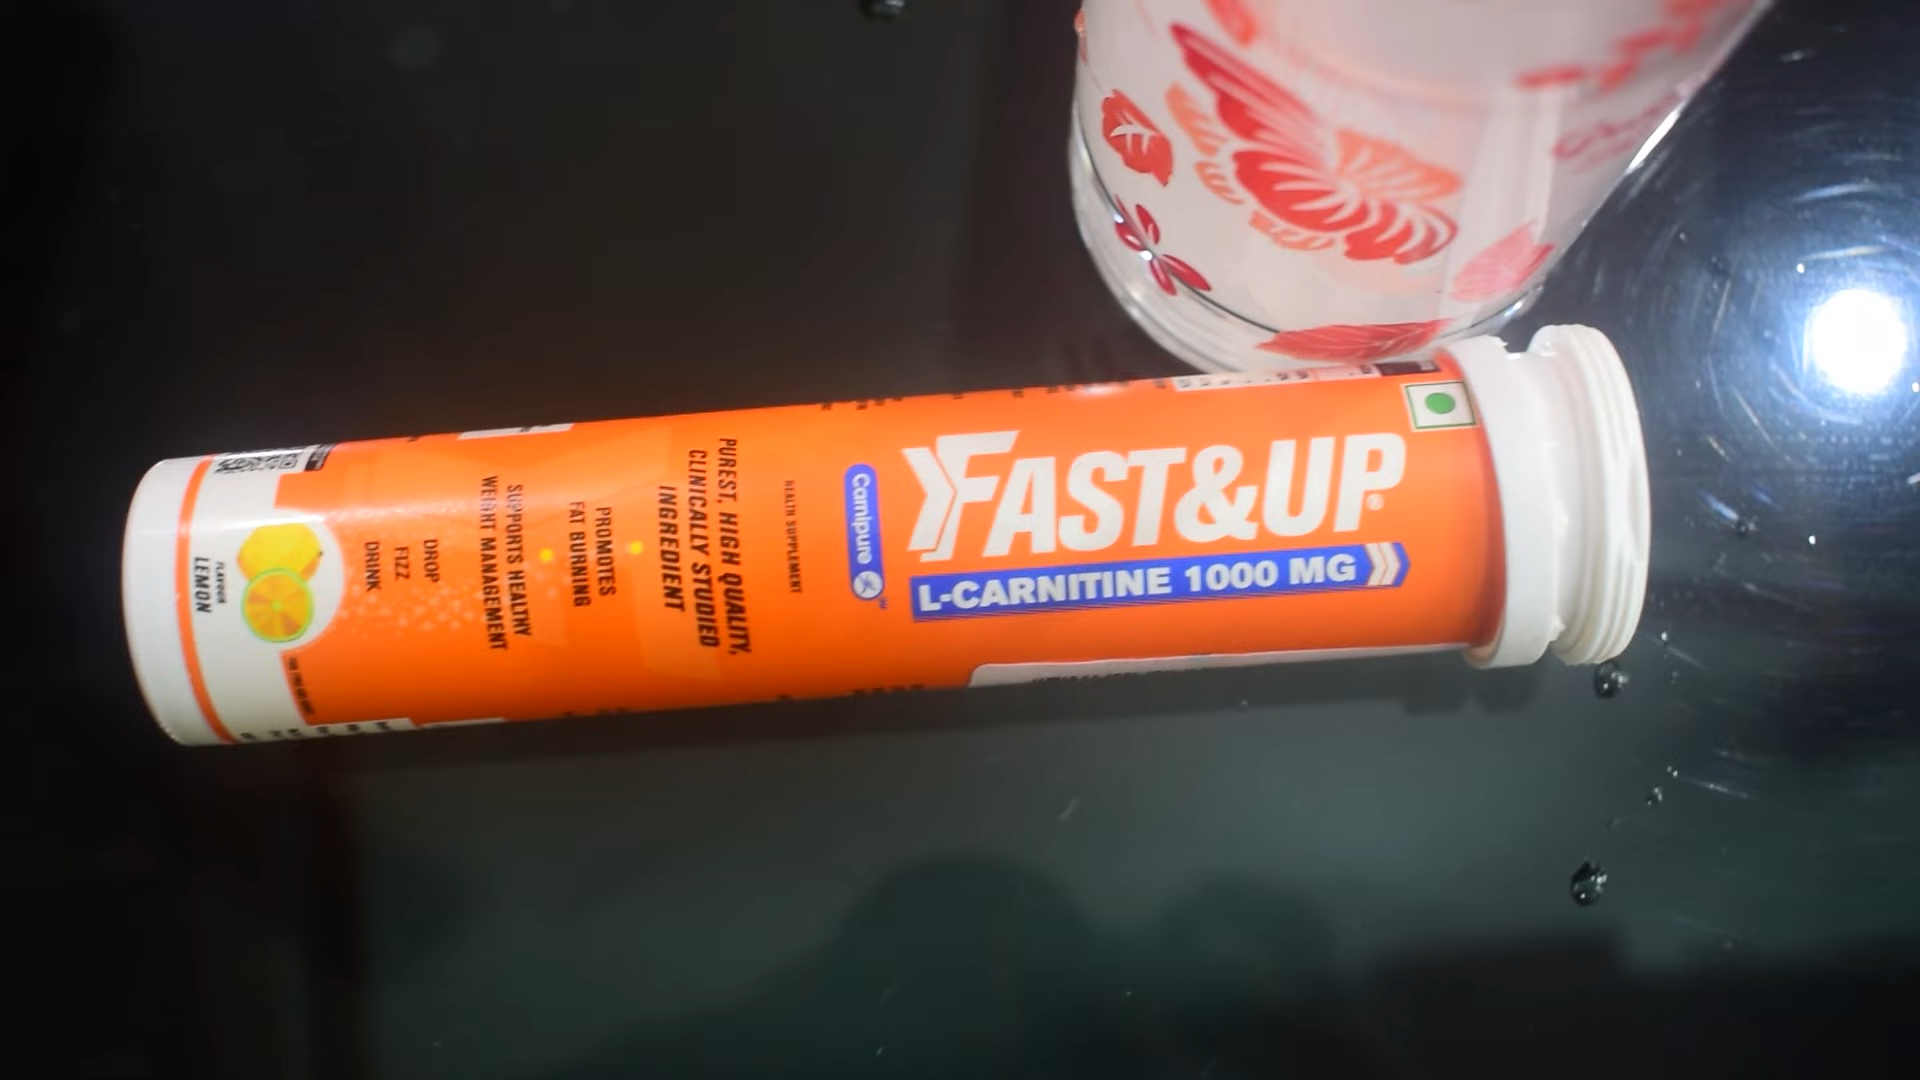 FAST&UP®
L-CARNITINE 1000 MG
Carnipure™
HEALTH SUPPLEMENT
PUREST, HIGH QUALITY,
CLINICALLY STUDIED
INGREDIENT
PROMOTES
FAT BURNING
SUPPORTS HEALTHY
WEIGHT MANAGEMENT
DROP
FIZZ
DRINK
FLAVOUR
LEMON